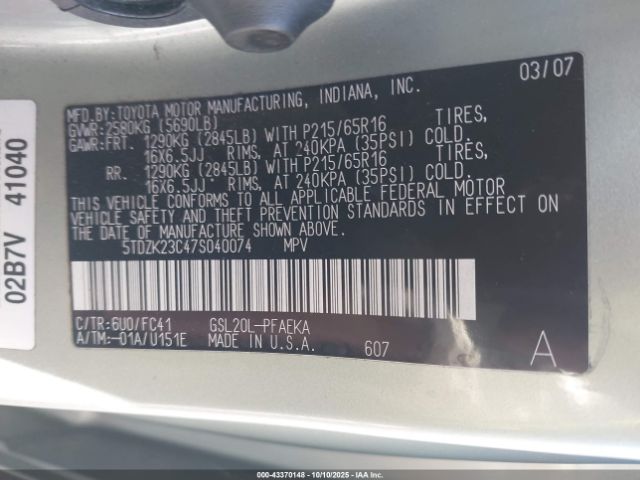 03/07
MFD.BY:TOYOTA MOTOR MANUFACTURING, INDIANA, INC.
GVWR:2580KG (5690LB)
GAWR:FRT. 1290KG (2845LB) WITH P215/65R16 TIRES,
16X6.5JJ RIMS, AT 240KPA (35PSI) COLD.
RR. 1290KG (2845LB) WITH P215/65R16 TIRES,
16X6.5JJ RIMS, AT 240KPA (35PSI) COLD.
THIS VEHICLE CONFORMS TO ALL APPLICABLE FEDERAL MOTOR
VEHICLE SAFETY AND THEFT PREVENTION STANDARDS IN EFFECT ON
THE DATE OF MANUFACTURE SHOWN ABOVE.
5TDZK23C47S040074 MPV
C/TR:6U0/FC41 GSL20L-PFAEKA
A/TM:-01A/U151E MADE IN U.S.A. 607 A
02B7V 41040
000-43370148 - 10/10/2025 - IAAI.com